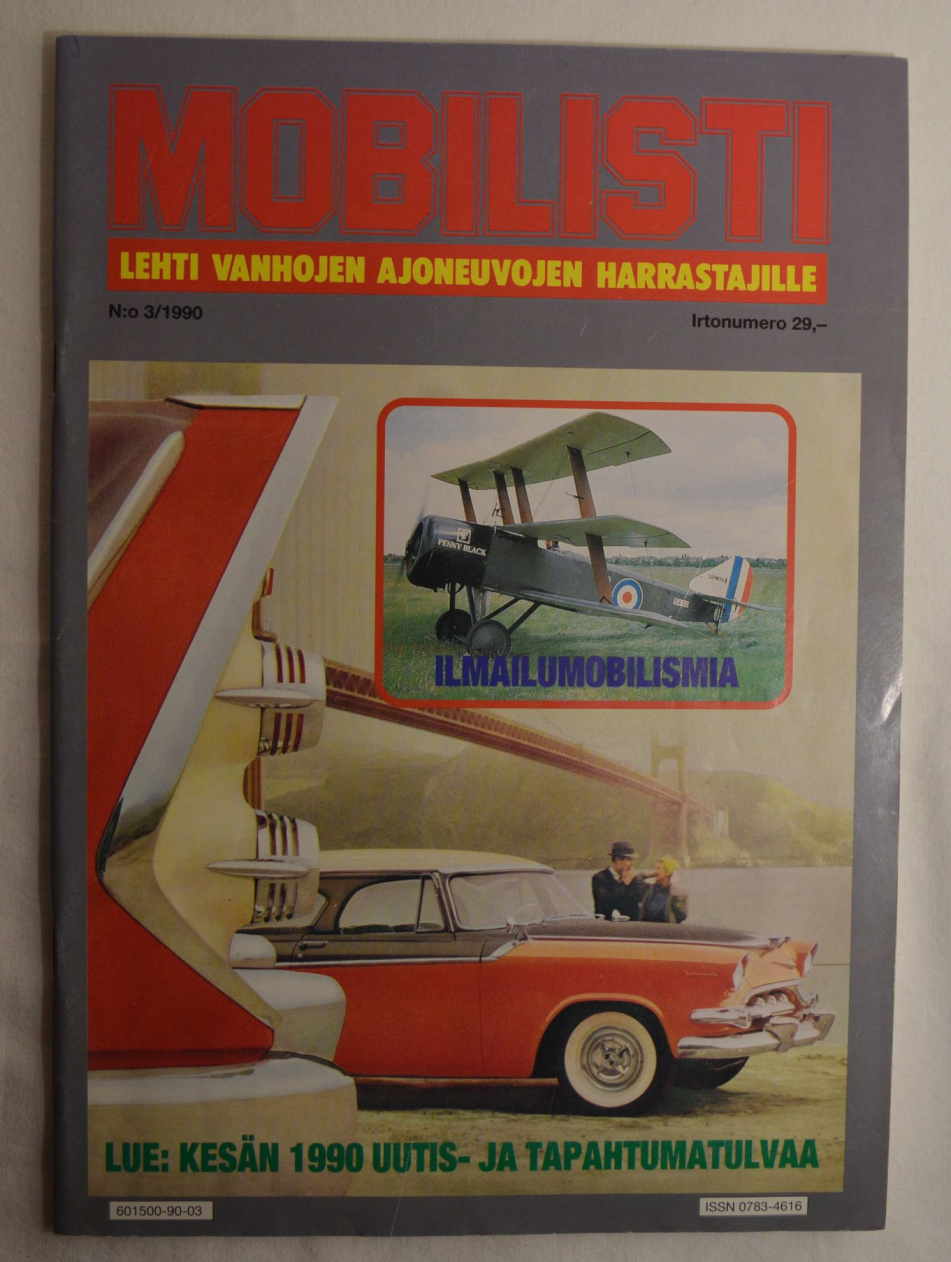 MOBILISTI
LEHTI VANHOJEN AJONEUVOJEN HARRASTAJILLE
N:o 3/1990
Irtonumero 29,–
PENNY BLACK
ILMAILUMOBILISMIA
LUE: KESÄN 1990 UUTIS- JA TAPAHTUMATULVAA
601500-90-03
ISSN 0783-4616